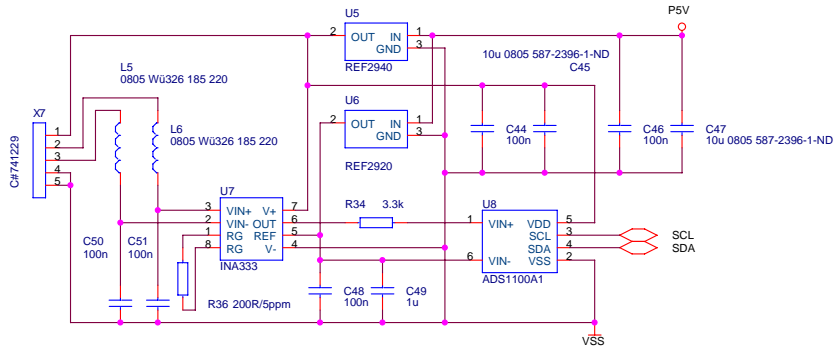 U5
P5V
2 OUT IN 1
GND 3
REF2940
10u 0805 587-2396-1-ND
C45
L5
0805 Wü326 185 220
U6
2 OUT IN 1
GND 3
REF2920
X7
1
2
3
4
5
C#741229
L6
0805 Wü326 185 220
C44
100n
C46
100n
C47
10u 0805 587-2396-1-ND
U7
3 VIN+ V+ 7
2 VIN- OUT 6
1 RG REF 5
8 RG V- 4
INA333
R34 3.3k
U8
1 VIN+ VDD 5
SCL 3
SDA 4
6 VIN- VSS 2
ADS1100A1
SCL
SDA
C50
100n
C51
100n
R36 200R/5ppm
C48
100n
C49
1u
VSS